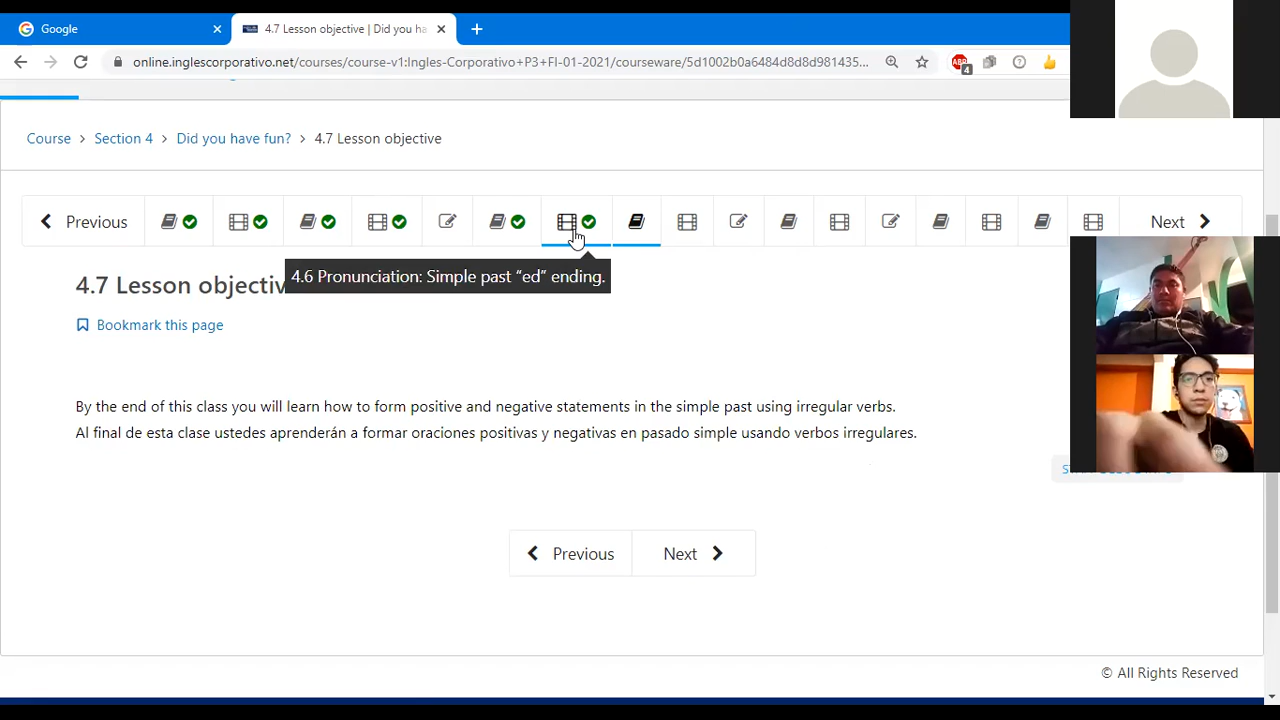 Google
4.7 Lesson objective | Did you ha
online.inglescorporativo.net/courses/course-v1:Ingles-Corporativo+P3+FI-01-2021/courseware/5d1002b0a6484d8d8d981435...
4
Course > Section 4 > Did you have fun? > 4.7 Lesson objective
Previous
Next
4.6 Pronunciation: Simple past “ed” ending.
4.7 Lesson objectiv
Bookmark this page
By the end of this class you will learn how to form positive and negative statements in the simple past using irregular verbs.
Al final de esta clase ustedes aprenderán a formar oraciones positivas y negativas en pasado simple usando verbos irregulares.
Previous
Next
© All Rights Reserved